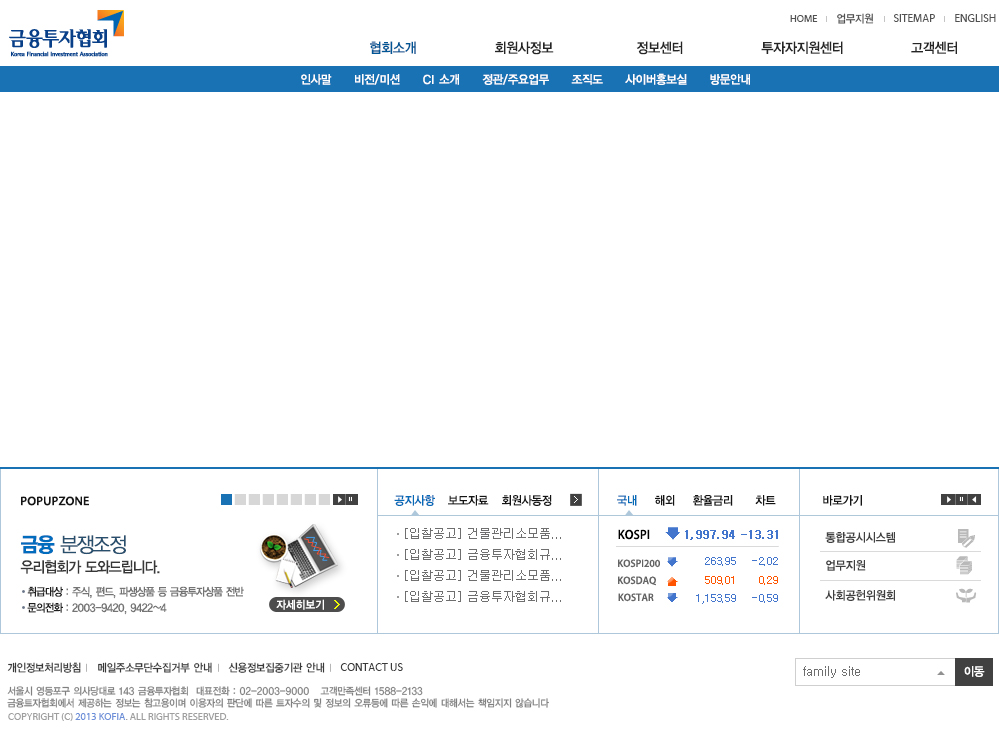 금융투자협회
Korea Financial Investment Association
HOME 업무지원 SITEMAP ENGLISH
협회소개 회원사정보 정보센터 투자자지원센터 고객센터
인사말 비전/미션 CI 소개 정관/주요업무 조직도 사이버홍보실 방문안내
POPUPZONE
금융 분쟁조정
우리협회가 도와드립니다.
· 취급대상 : 주식, 펀드, 파생상품 등 금융투자상품 전반
· 문의전화 : 2003-9420, 9422~4
자세히보기
공지사항 보도자료 회원사동정
· [입찰공고] 건물관리소모품...
· [입찰공고] 금융투자협회규...
· [입찰공고] 건물관리소모품...
· [입찰공고] 금융투자협회규...
국내 해외 환율금리 차트
KOSPI 1,997.94 -13.31
KOSPI200 263.95 -2.02
KOSDAQ 509.01 0.29
KOSTAR 1,153.59 -0.59
바로가기
통합공시시스템
업무지원
사회공헌위원회
개인정보처리방침 메일주소무단수집거부 안내 신용정보집중기관 안내 CONTACT US
서울시 영등포구 의사당대로 143 금융투자협회 대표전화 : 02-2003-9000 고객만족센터 1588-2133
금융투자협회에서 제공하는 정보는 참고용이며 이용자의 판단에 따른 투자수의 및 정보의 오류등에 따른 손익에 대해서는 책임지지 않습니다
COPYRIGHT (C) 2013 KOFIA. ALL RIGHTS RESERVED.
family site 이동